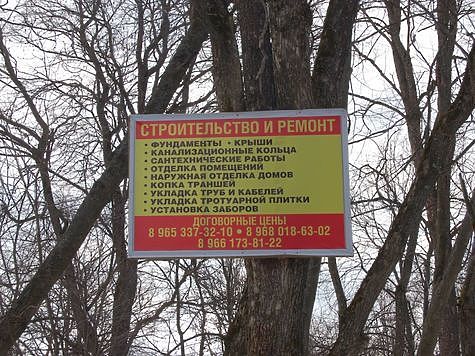 СТРОИТЕЛЬСТВО И РЕМОНТ
• ФУНДАМЕНТЫ • КРЫШИ
• КАНАЛИЗАЦИОННЫЕ КОЛЬЦА
• САНТЕХНИЧЕСКИЕ РАБОТЫ
• ОТДЕЛКА ПОМЕЩЕНИЙ
• НАРУЖНАЯ ОТДЕЛКА ДОМОВ
• КОПКА ТРАНШЕЙ
• УКЛАДКА ТРУБ И КАБЕЛЕЙ
• УКЛАДКА ТРОТУАРНОЙ ПЛИТКИ
• УСТАНОВКА ЗАБОРОВ
ДОГОВОРНЫЕ ЦЕНЫ
8 965 337-32-10 • 8 968 018-63-02
8 966 173-81-22